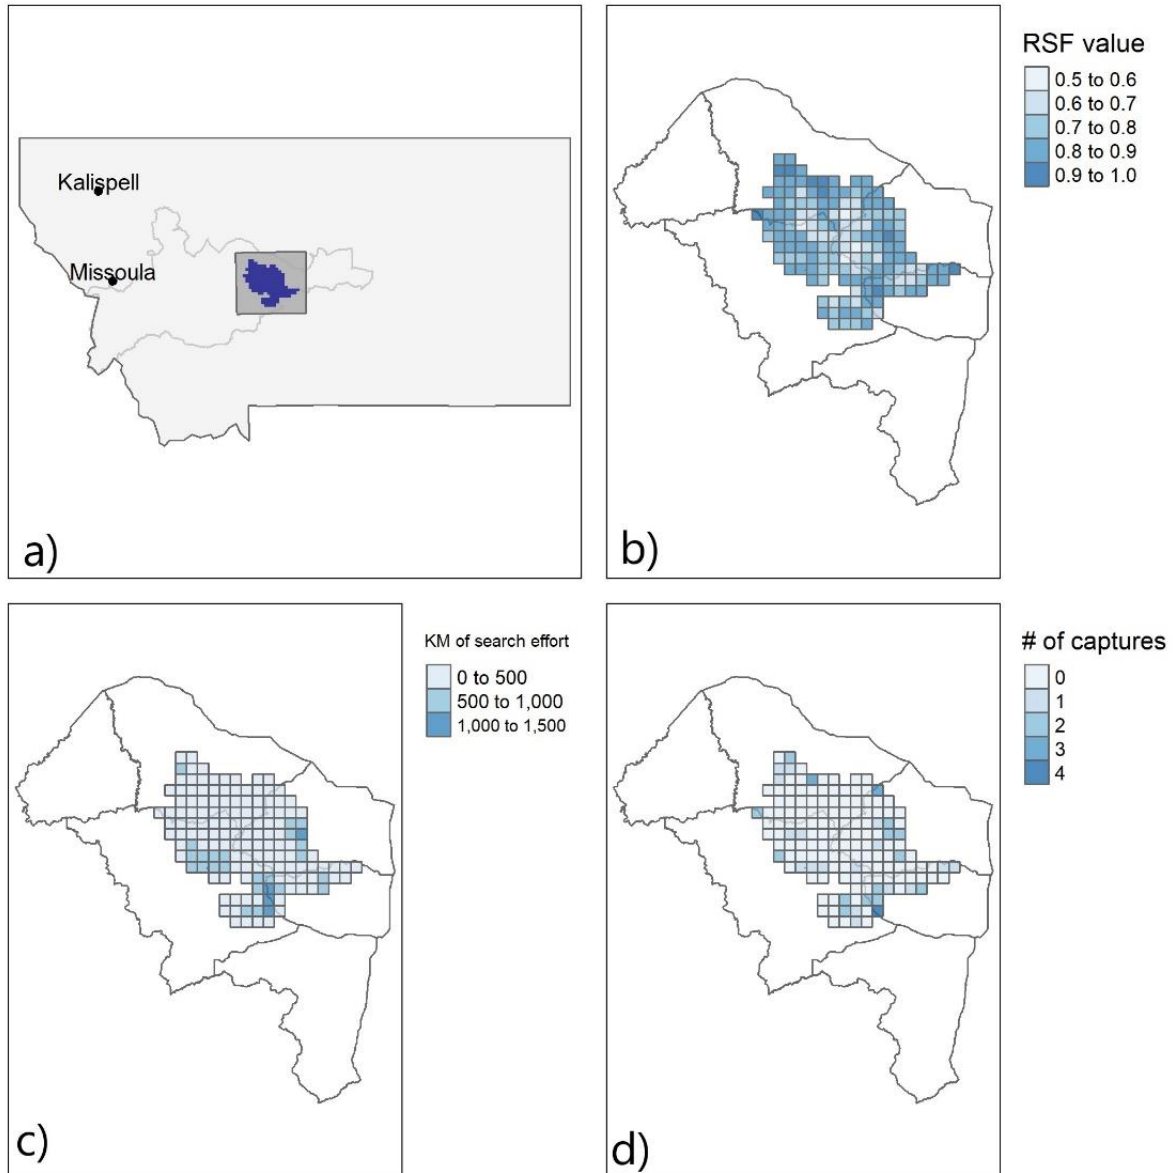 Kalispell
Missoula
a)
RSF value
0.5 to 0.6
0.6 to 0.7
0.7 to 0.8
0.8 to 0.9
0.9 to 1.0
b)
KM of search effort
0 to 500
500 to 1,000
1,000 to 1,500
c)
# of captures
0
1
2
3
4
d)